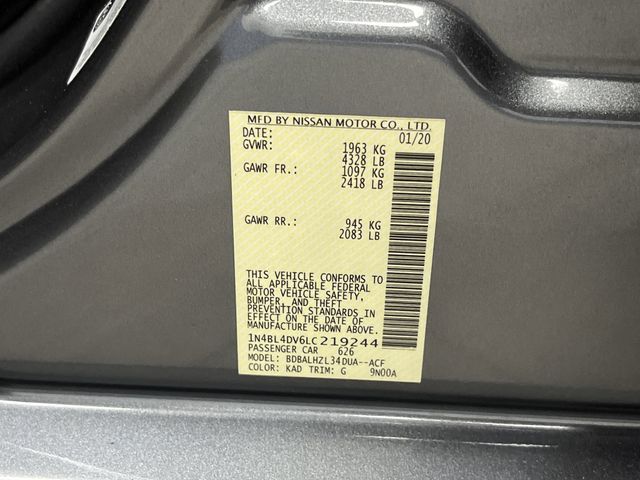 MFD BY NISSAN MOTOR CO., LTD.
DATE: 01/20
GVWR: 1963 KG
4328 LB
GAWR FR.: 1097 KG
2418 LB
GAWR RR.: 945 KG
2083 LB
THIS VEHICLE CONFORMS TO
ALL APPLICABLE FEDERAL
MOTOR VEHICLE SAFETY,
BUMPER, AND THEFT
PREVENTION STANDARDS IN
EFFECT ON THE DATE OF
MANUFACTURE SHOWN ABOVE.
1N4BL4DV6LC219244
PASSENGER CAR 626
MODEL: BDBALHZL34DUA--ACF
COLOR: KAD TRIM: G 9N00A